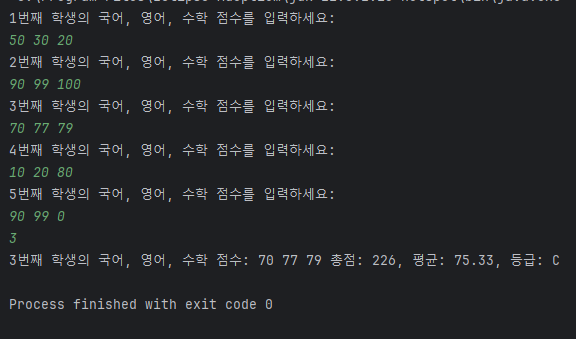 1번째 학생의 국어, 영어, 수학 점수를 입력하세요:
50 30 20
2번째 학생의 국어, 영어, 수학 점수를 입력하세요:
90 99 100
3번째 학생의 국어, 영어, 수학 점수를 입력하세요:
70 77 79
4번째 학생의 국어, 영어, 수학 점수를 입력하세요:
10 20 80
5번째 학생의 국어, 영어, 수학 점수를 입력하세요:
90 99 0
3
3번째 학생의 국어, 영어, 수학 점수: 70 77 79 총점: 226, 평균: 75.33, 등급: C
Process finished with exit code 0